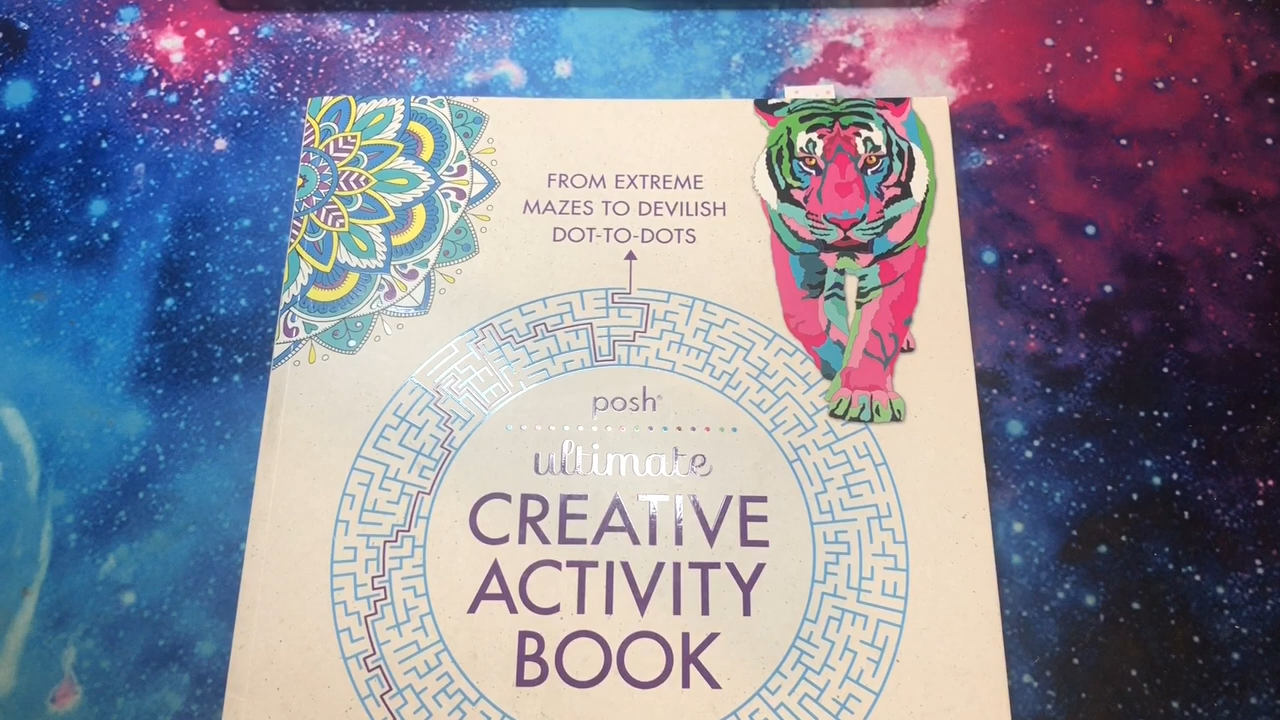 FROM EXTREME
MAZES TO DEVILISH
DOT-TO-DOTS
posh®
ultimate
CREATIVE
ACTIVITY
BOOK